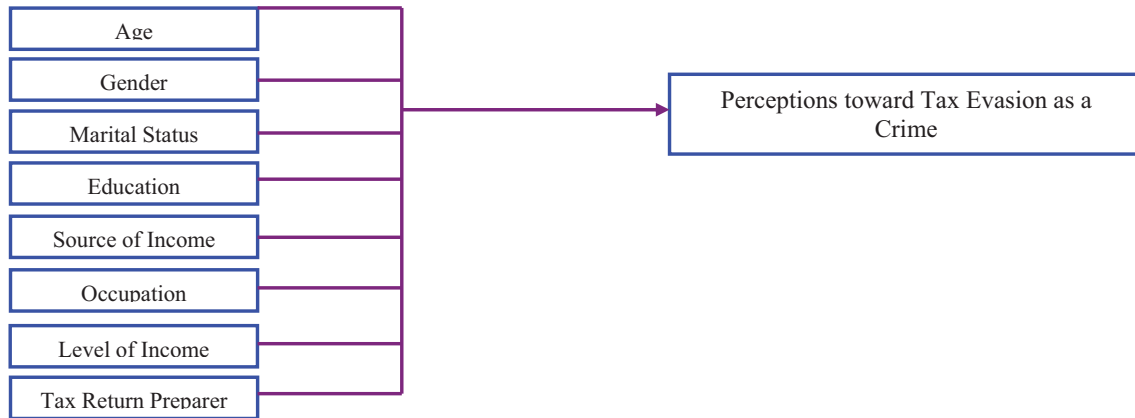 Age
Gender
Marital Status
Education
Source of Income
Occupation
Level of Income
Tax Return Preparer
Perceptions toward Tax Evasion as a
Crime